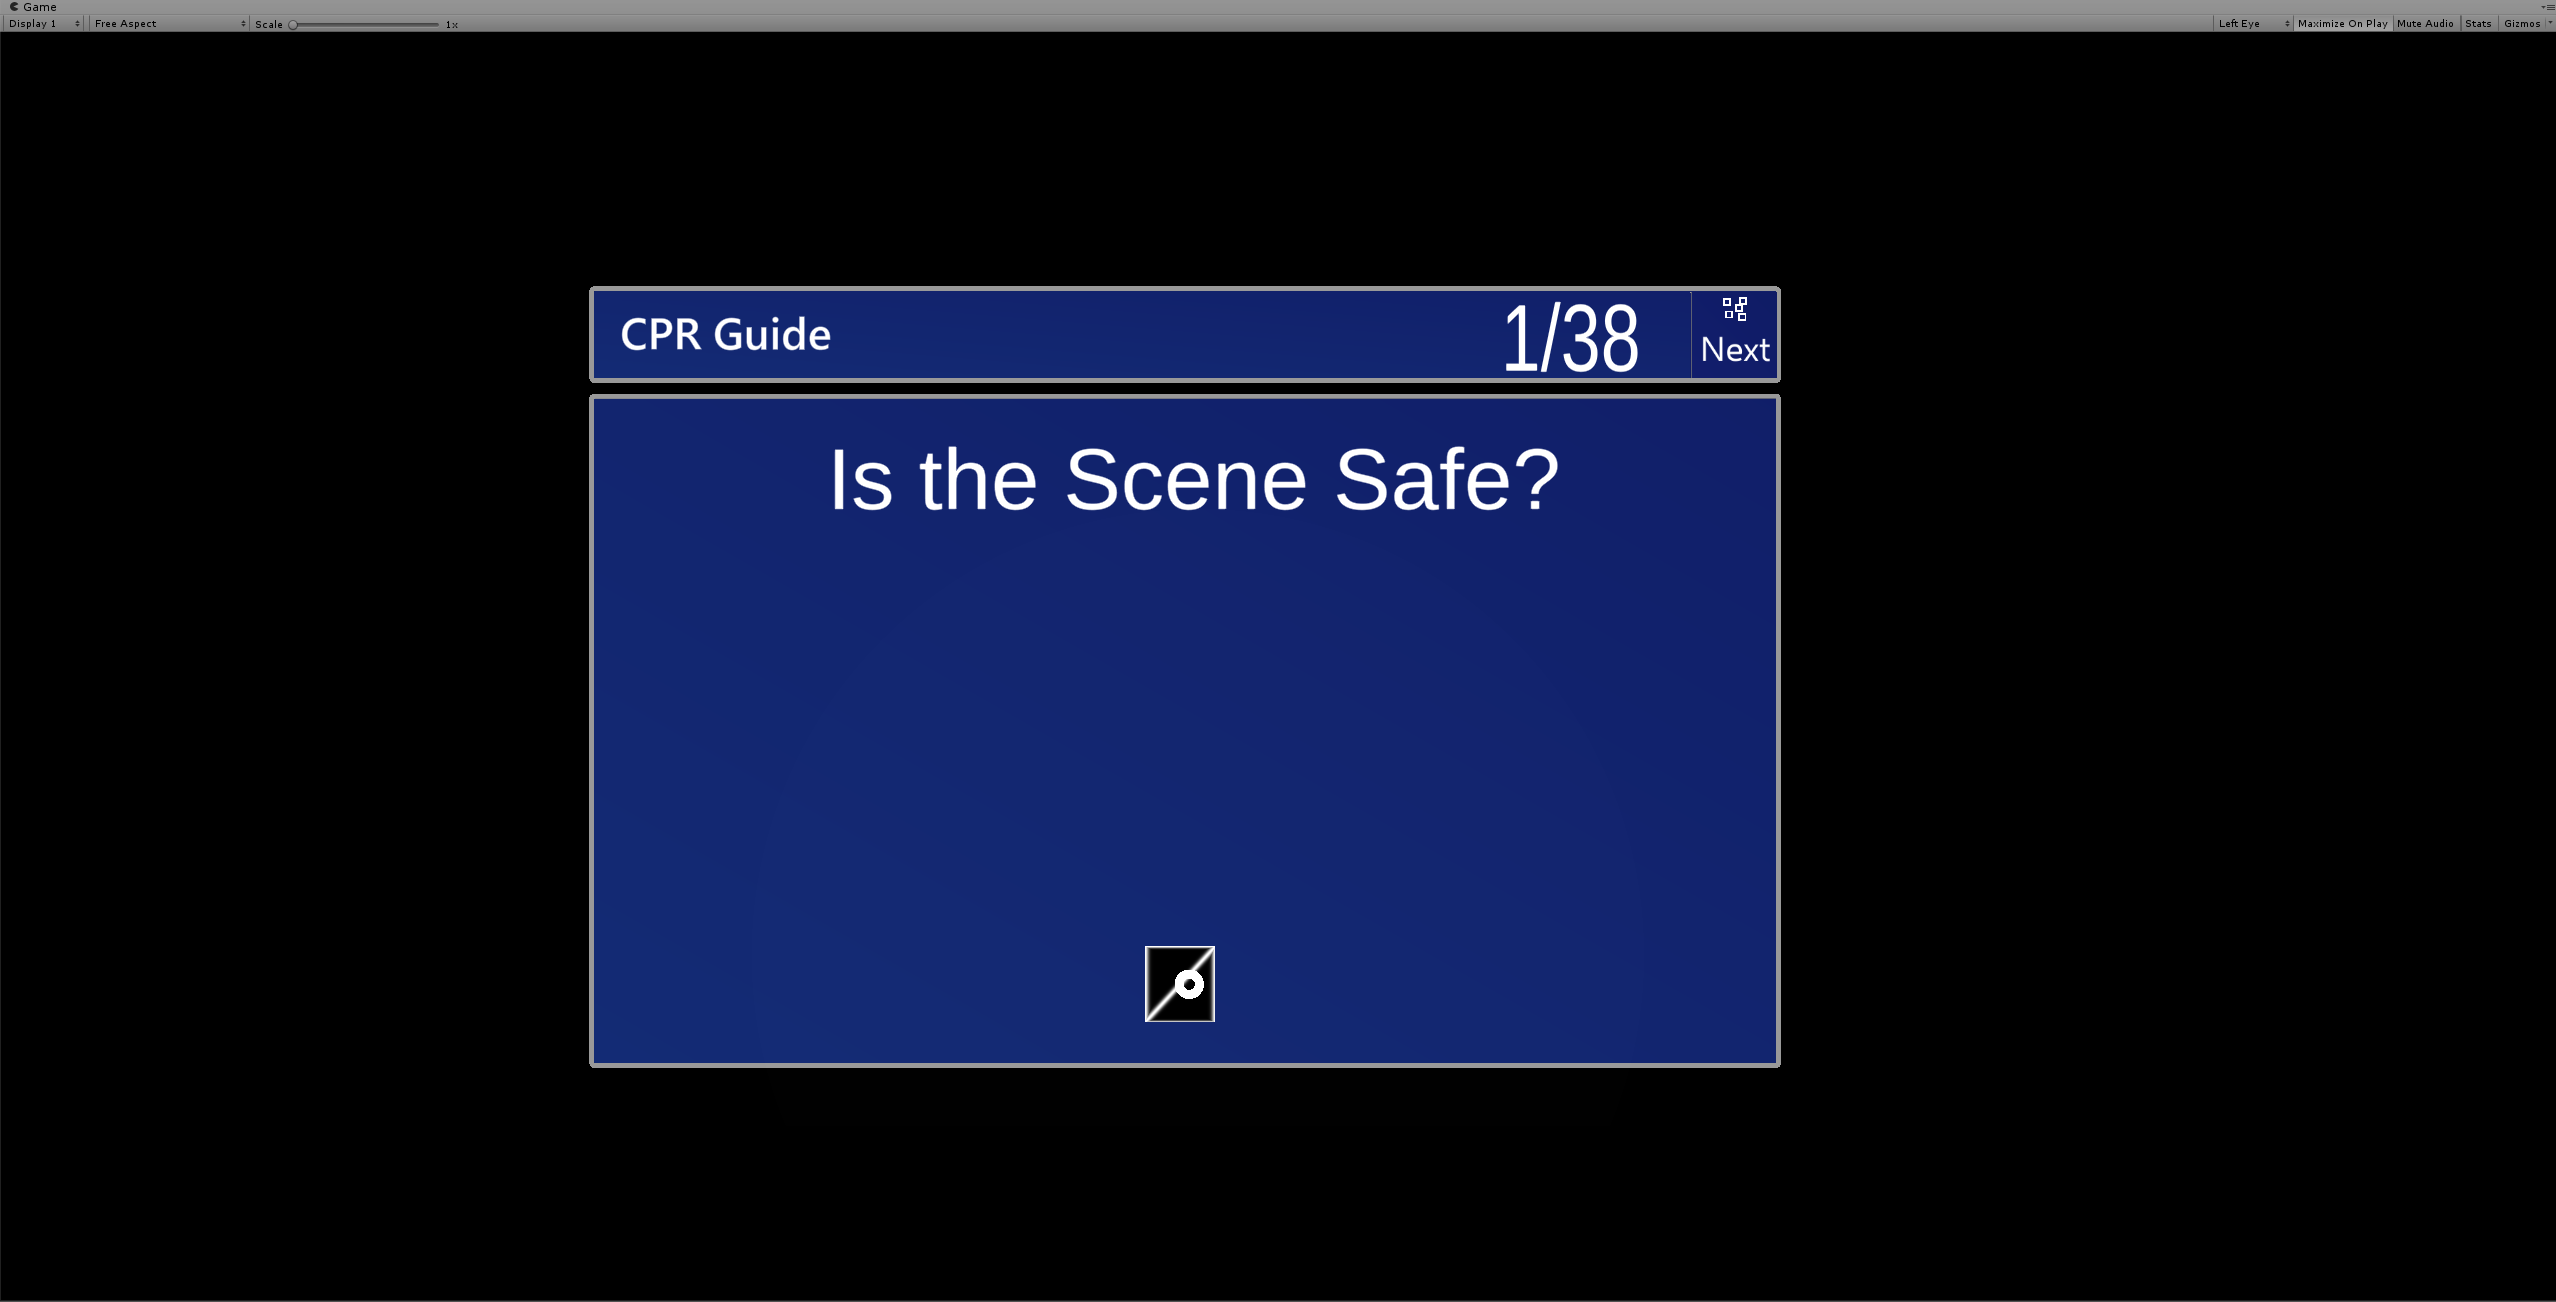 Game
Display 1 Free Aspect Scale 1x Left Eye Maximize On Play Mute Audio Stats Gizmos
CPR Guide 1/38 Next
Is the Scene Safe?